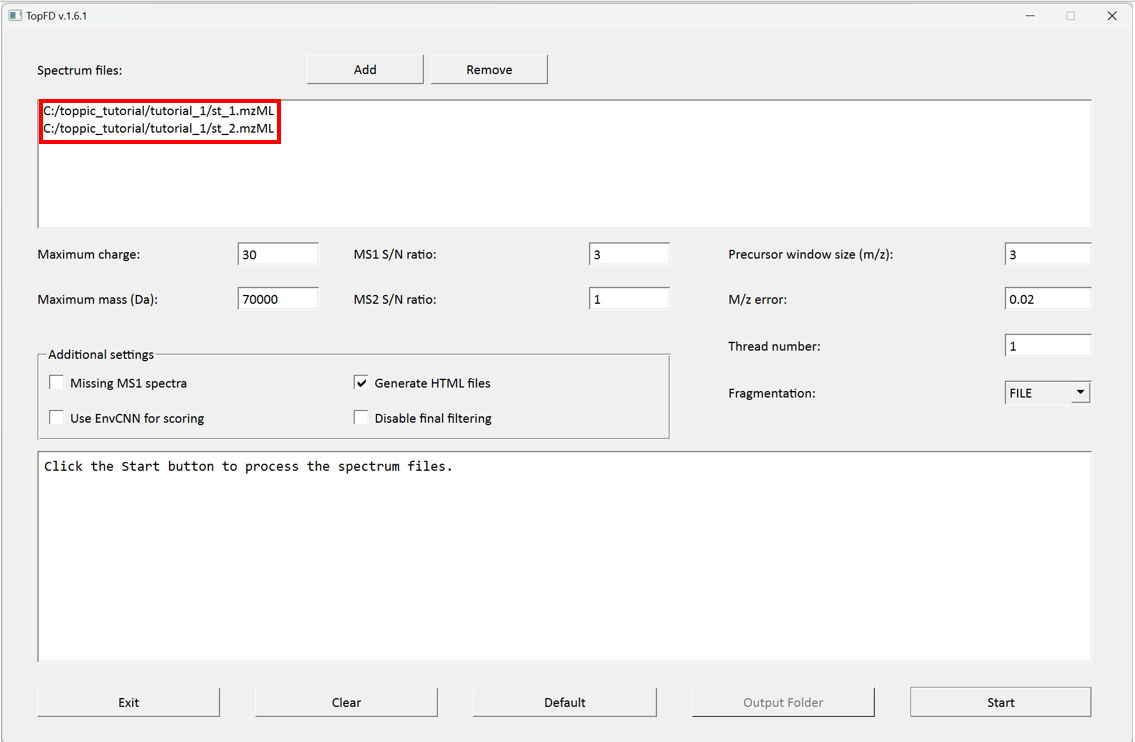 TopFD v.1.6.1
Spectrum files:
Add
Remove
C:/toppic_tutorial/tutorial_1/st_1.mzML
C:/toppic_tutorial/tutorial_1/st_2.mzML
Maximum charge: 30 MS1 S/N ratio: 3 Precursor window size (m/z): 3
Maximum mass (Da): 70000 MS2 S/N ratio: 1 M/z error: 0.02
Thread number: 1
Additional settings
Missing MS1 spectra Generate HTML files
Fragmentation: FILE
Use EnvCNN for scoring Disable final filtering
Click the Start button to process the spectrum files.
Exit Clear Default Output Folder Start